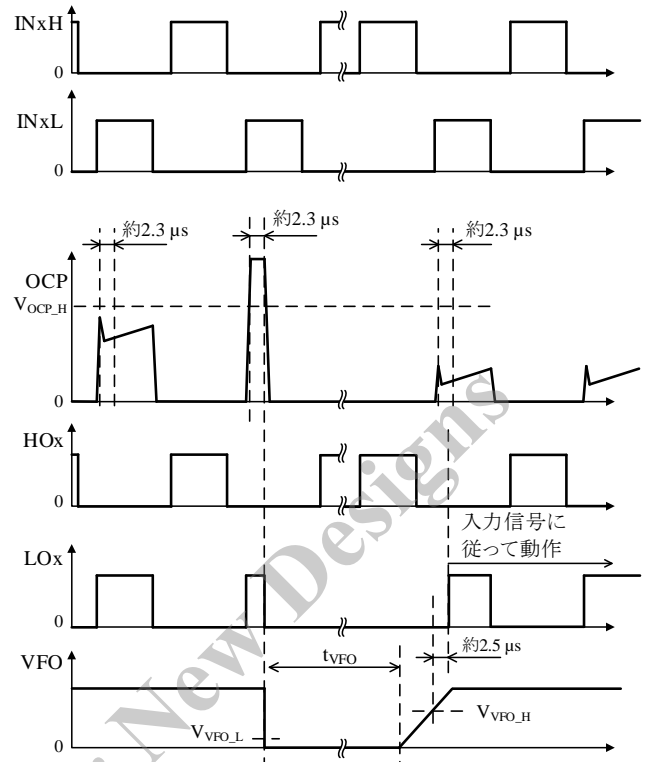 INxH
0
INxL
0
約2.3 µs
約2.3 µs
約2.3 µs
OCP
VOCP_H
0
HOx
0
入力信号に
従って動作
LOx
0
約2.5 µs
VFO
tVFO
VVFO_H
VVFO_L
0
New Designs